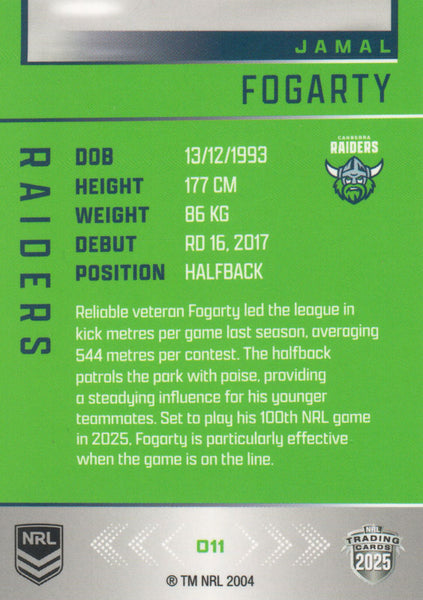 JAMAL
FOGARTY
CANBERRA
RAIDERS
RAIDERS
DOB 13/12/1993
HEIGHT 177 CM
WEIGHT 86 KG
DEBUT RD 16, 2017
POSITION HALFBACK
Reliable veteran Fogarty led the league in
kick metres per game last season, averaging
544 metres per contest. The halfback
patrols the park with poise, providing
a steadying influence for his younger
teammates. Set to play his 100th NRL game
in 2025, Fogarty is particularly effective
when the game is on the line.
NRL
011
NRL
TRADING
CARDS
2025
® TM NRL 2004